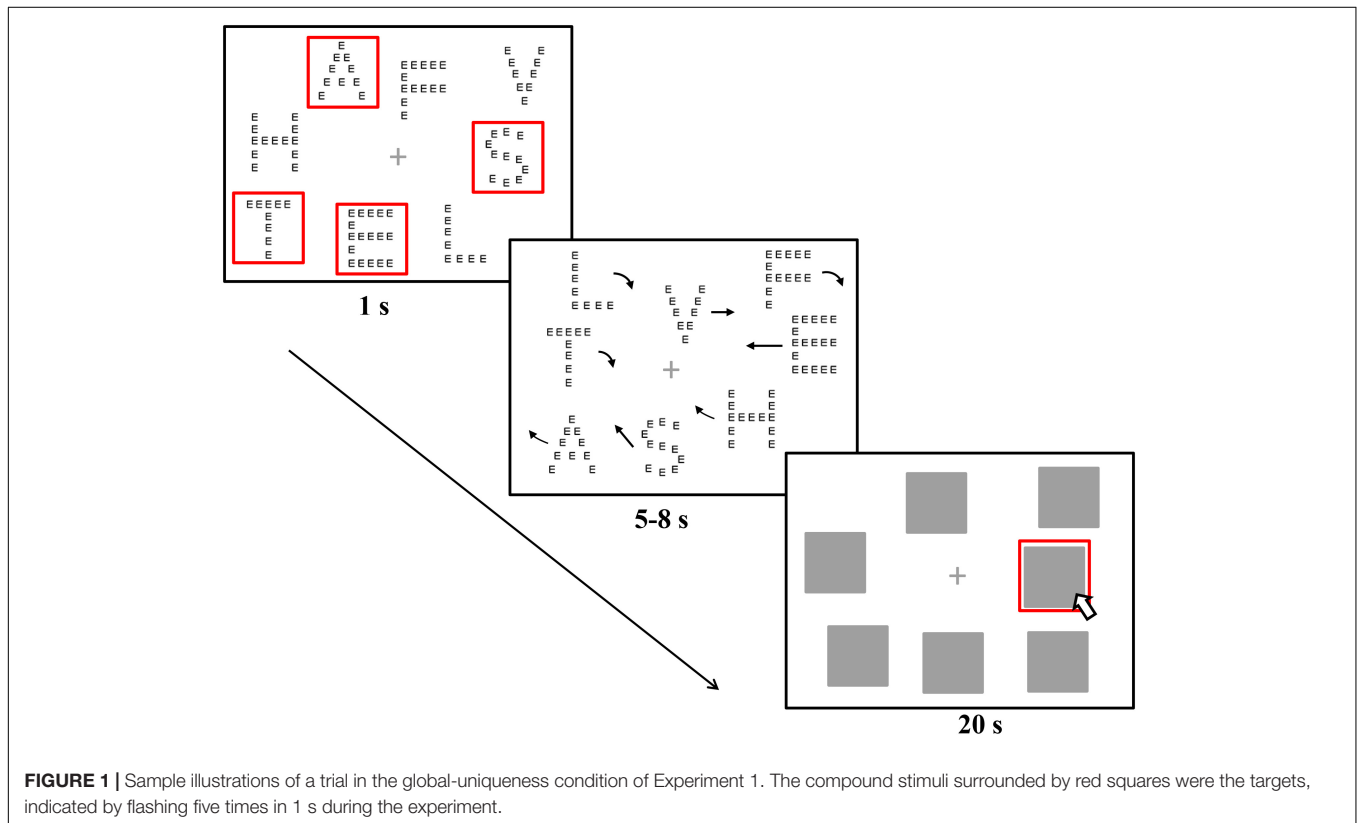 A F V
H S
T E L
1 s
L V F
T E
A S H
5-8 s
20 s
FIGURE 1 | Sample illustrations of a trial in the global-uniqueness condition of Experiment 1. The compound stimuli surrounded by red squares were the targets,
indicated by flashing five times in 1 s during the experiment.